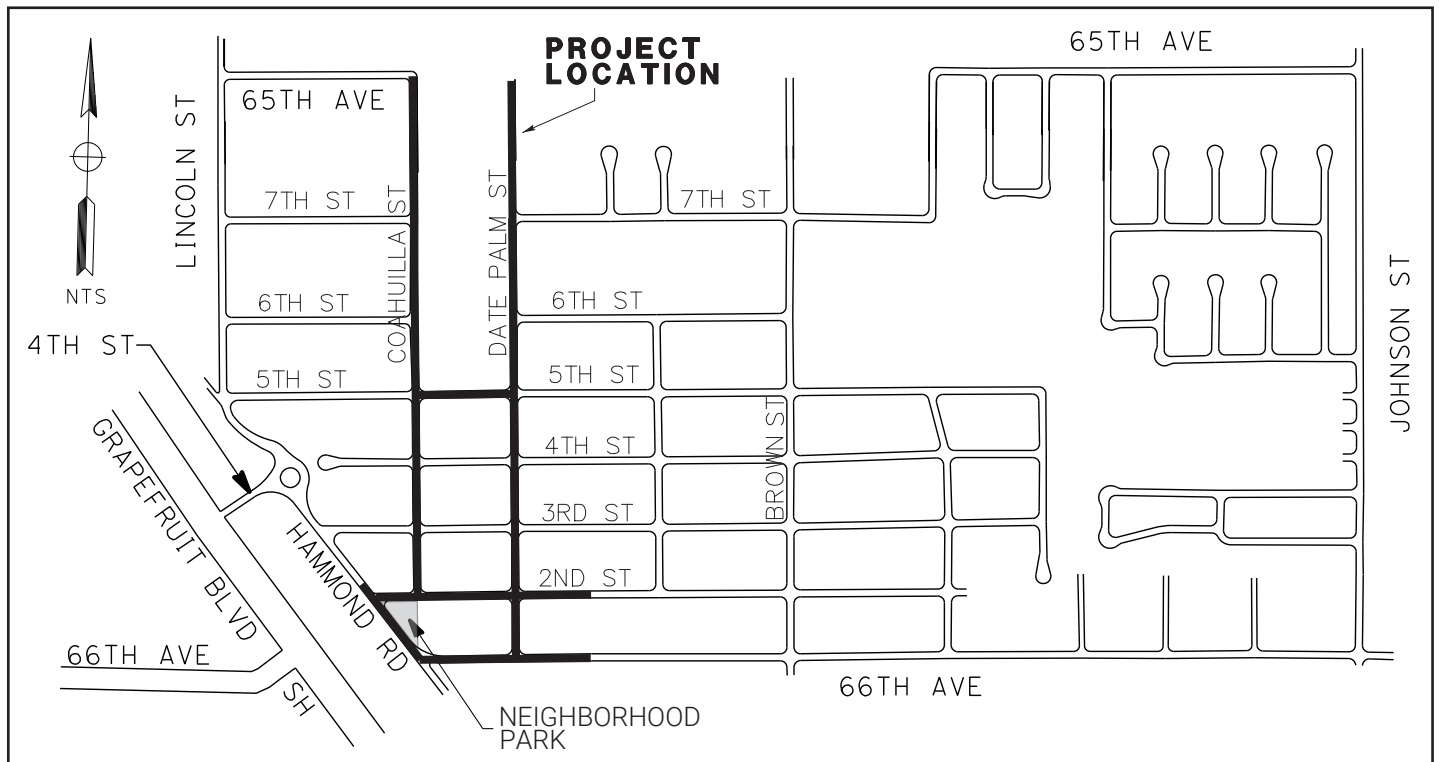 PROJECT
LOCATION
65TH AVE
65TH AVE
LINCOLN ST
7TH ST
COAHUILLA ST
DATE PALM ST
7TH ST
NTS
6TH ST
6TH ST
4TH ST
5TH ST
5TH ST
JOHNSON ST
GRAPEFRUIT BLVD
4TH ST
BROWN ST
3RD ST
HAMMOND RD
2ND ST
66TH AVE
SH
66TH AVE
NEIGHBORHOOD
PARK